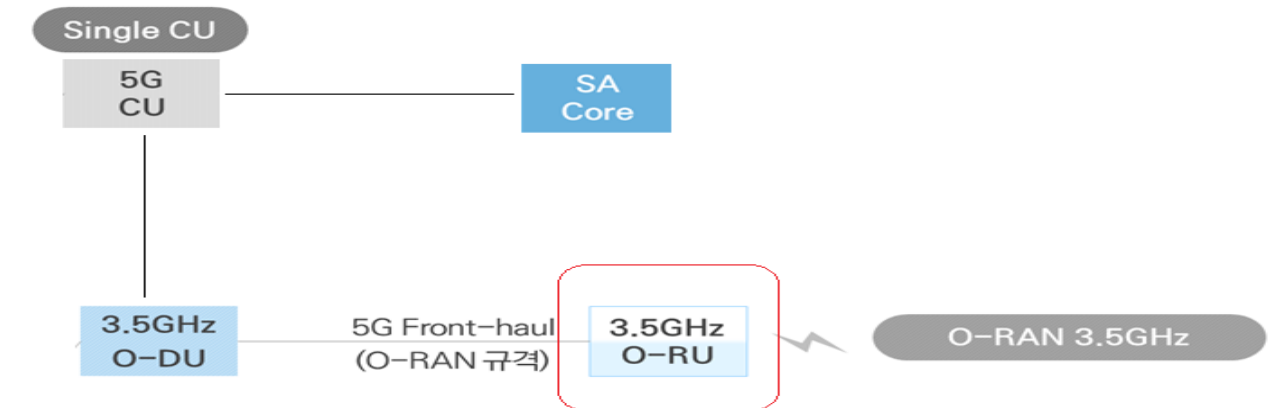 Single CU
5G
CU
SA
Core
3.5GHz
O-DU
5G Front-haul
(O-RAN 규격)
3.5GHz
O-RU
O-RAN 3.5GHz